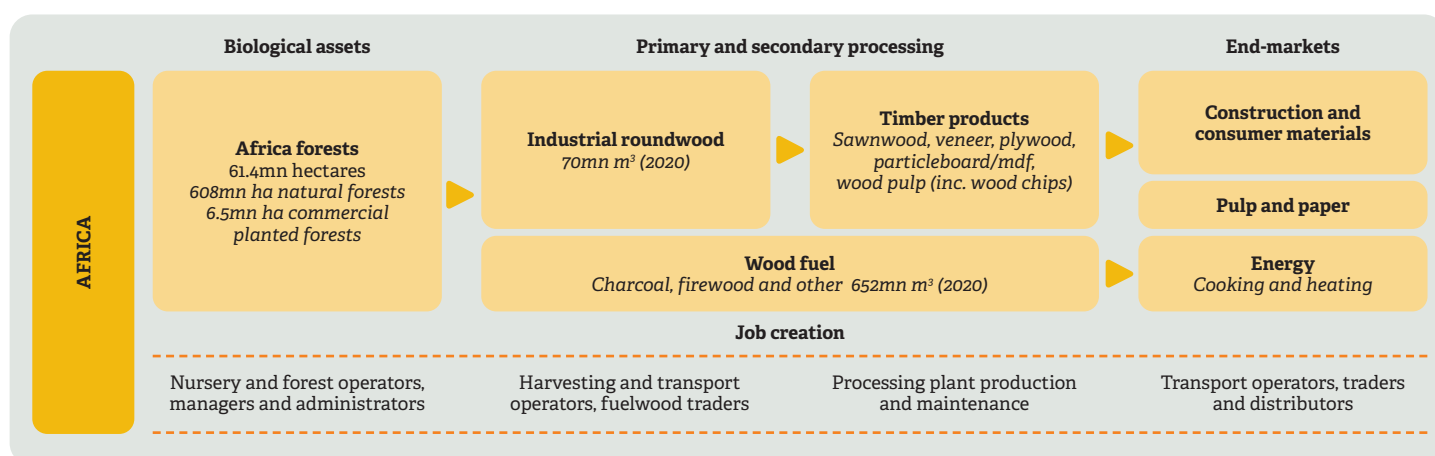 Biological assets
Primary and secondary processing
End-markets
AFRICA
Africa forests
61.4mn hectares
608mn ha natural forests
6.5mn ha commercial
planted forests
Industrial roundwood
70mn m³ (2020)
Timber products
Sawnwood, veneer, plywood,
particleboard/mdf,
wood pulp (inc. wood chips)
Construction and
consumer materials
Pulp and paper
Wood fuel
Charcoal, firewood and other 652mn m³ (2020)
Energy
Cooking and heating
Job creation
Nursery and forest operators,
managers and administrators
Harvesting and transport
operators, fuelwood traders
Processing plant production
and maintenance
Transport operators, traders
and distributors